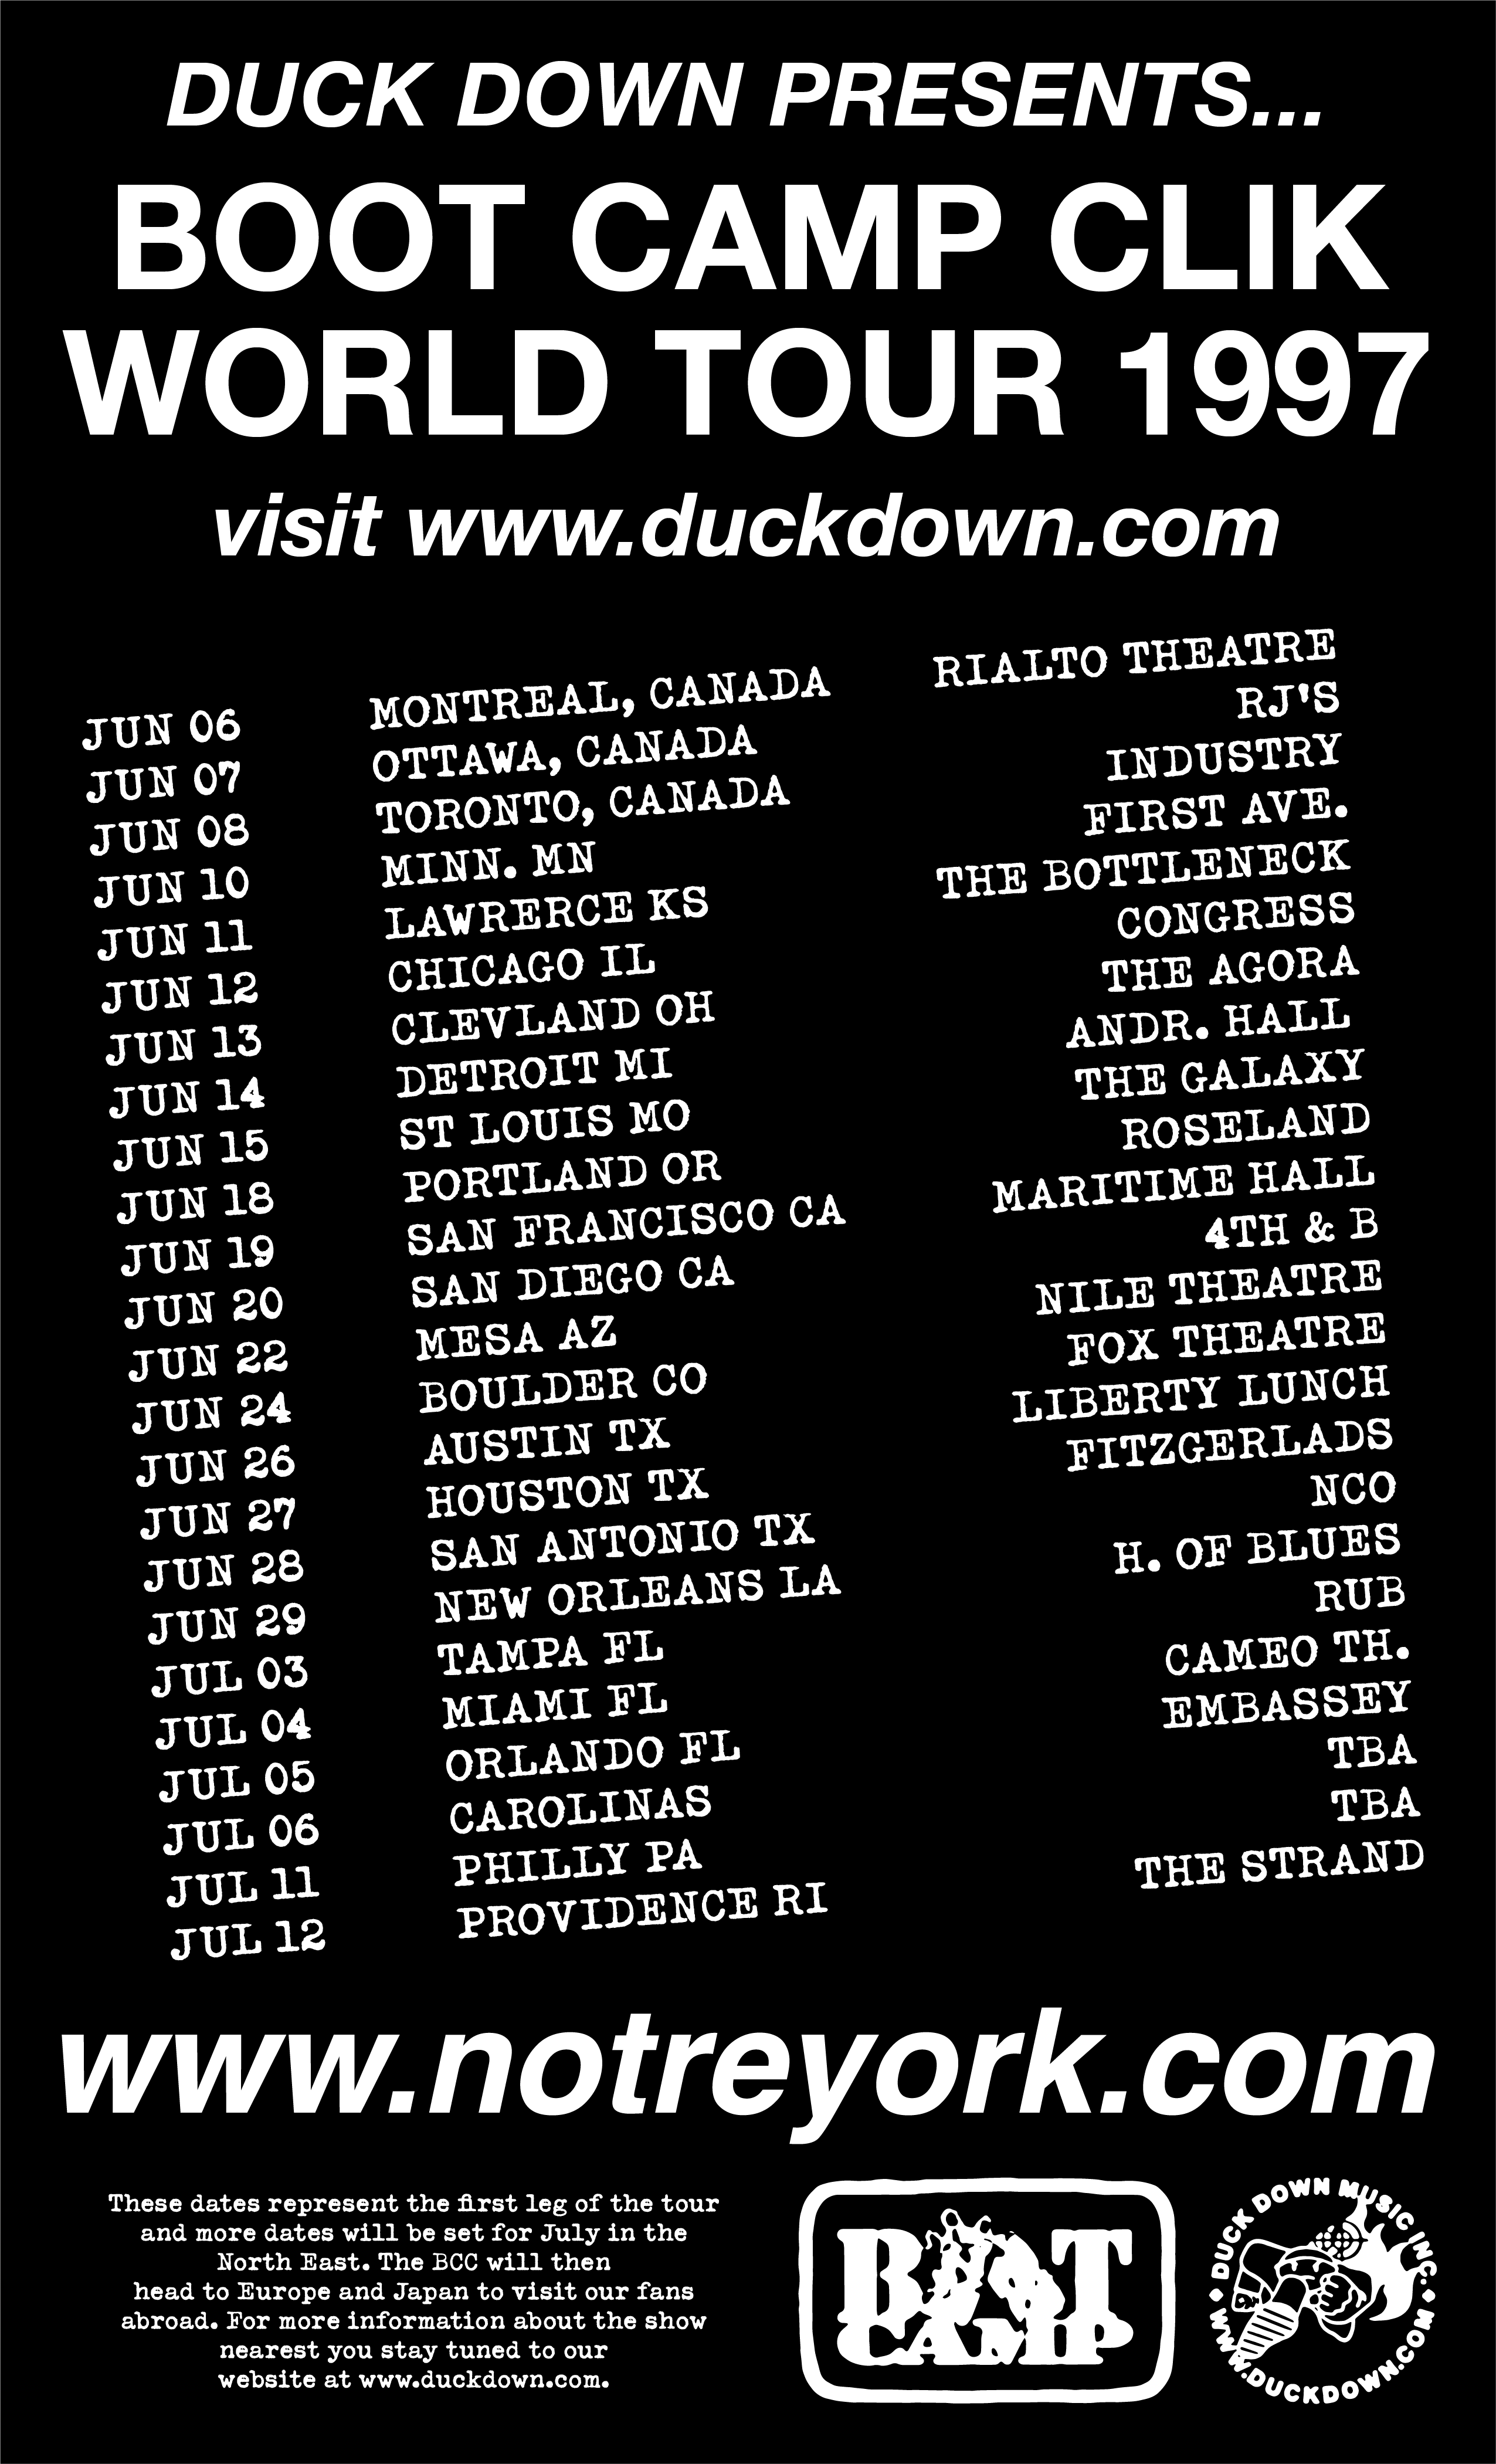 DUCK DOWN PRESENTS...
BOOT CAMP CLIK
WORLD TOUR 1997
visit www.duckdown.com
JUN 06 MONTREAL, CANADA RIALTO THEATRE
JUN 07 OTTAWA, CANADA RJ'S
JUN 08 TORONTO, CANADA INDUSTRY
JUN 10 MINN. MN FIRST AVE.
JUN 11 LAWRERCE KS THE BOTTLENECK
JUN 12 CHICAGO IL CONGRESS
JUN 13 CLEVLAND OH THE AGORA
JUN 14 DETROIT MI ANDR. HALL
JUN 15 ST LOUIS MO THE GALAXY
JUN 18 PORTLAND OR ROSELAND
JUN 19 SAN FRANCISCO CA MARITIME HALL
JUN 20 SAN DIEGO CA 4TH & B
JUN 22 MESA AZ NILE THEATRE
JUN 24 BOULDER CO FOX THEATRE
JUN 26 AUSTIN TX LIBERTY LUNCH
JUN 27 HOUSTON TX FITZGERLADS
JUN 28 SAN ANTONIO TX NCO
JUN 29 NEW ORLEANS LA H. OF BLUES
JUL 03 TAMPA FL RUB
JUL 04 MIAMI FL CAMEO TH.
JUL 05 ORLANDO FL EMBASSEY
JUL 06 CAROLINAS TBA
JUL 11 PHILLY PA TBA
JUL 12 PROVIDENCE RI THE STRAND
www.notreyork.com
These dates represent the first leg of the tour
and more dates will be set for July in the
North East. The BCC will then
head to Europe and Japan to visit our fans
abroad. For more information about the show
nearest you stay tuned to our
website at www.duckdown.com.
BOOT
CAMP
DUCK DOWN MUSIC INC.
WWW.DUCKDOWN.COM